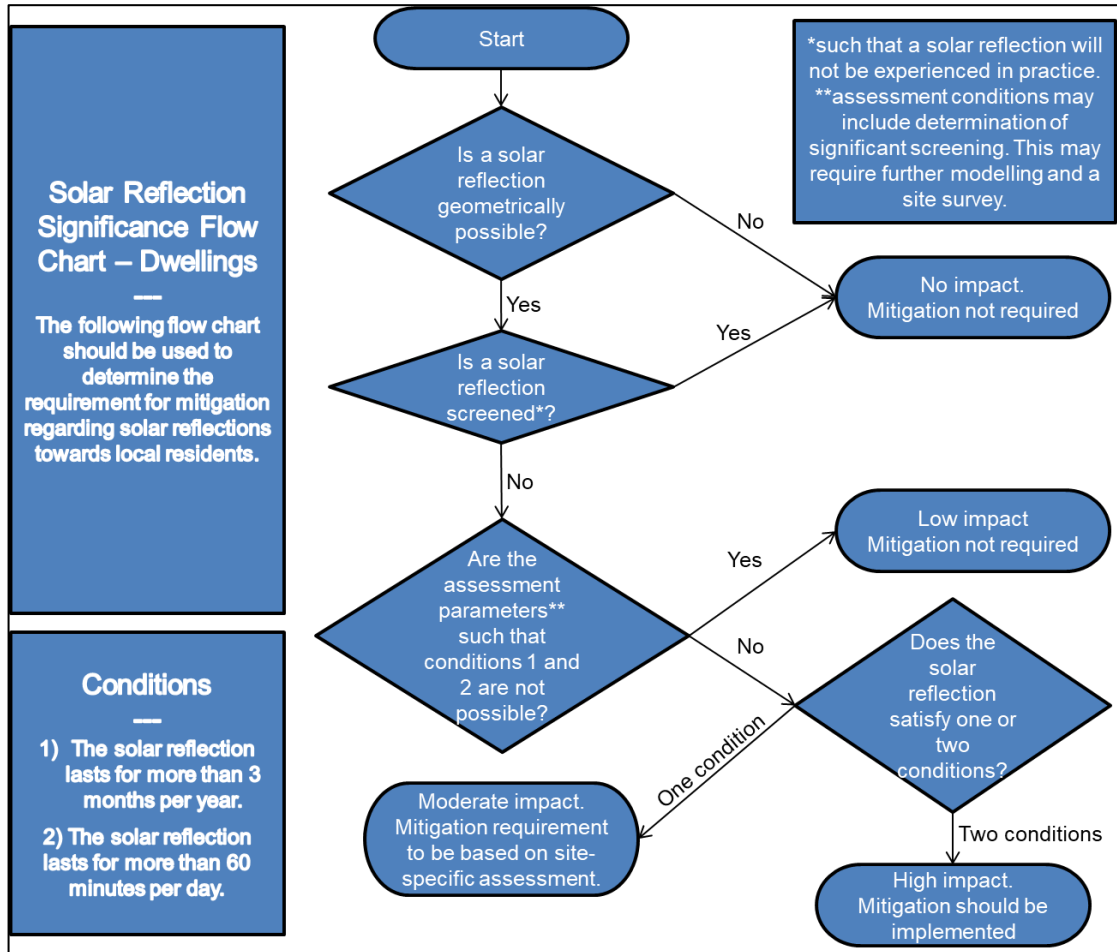 Solar Reflection
Significance Flow
Chart – Dwellings
---
The following flow chart
should be used to
determine the
requirement for mitigation
regarding solar reflections
towards local residents.
Conditions
---
1) The solar reflection
lasts for more than 3
months per year.
2) The solar reflection
lasts for more than 60
minutes per day.
Start
*such that a solar reflection will
not be experienced in practice.
**assessment conditions may
include determination of
significant screening. This may
require further modelling and a
site survey.
Is a solar
reflection
geometrically
possible?
No
No impact.
Mitigation not required
Yes
Yes
Is a solar
reflection
screened*?
No
Low impact
Mitigation not required
Yes
Are the
assessment
parameters**
such that
conditions 1 and
2 are not
possible?
No
Does the
solar
reflection
satisfy one or
two
conditions?
One condition
Moderate impact.
Mitigation requirement
to be based on site-
specific assessment.
Two conditions
High impact.
Mitigation should be
implemented